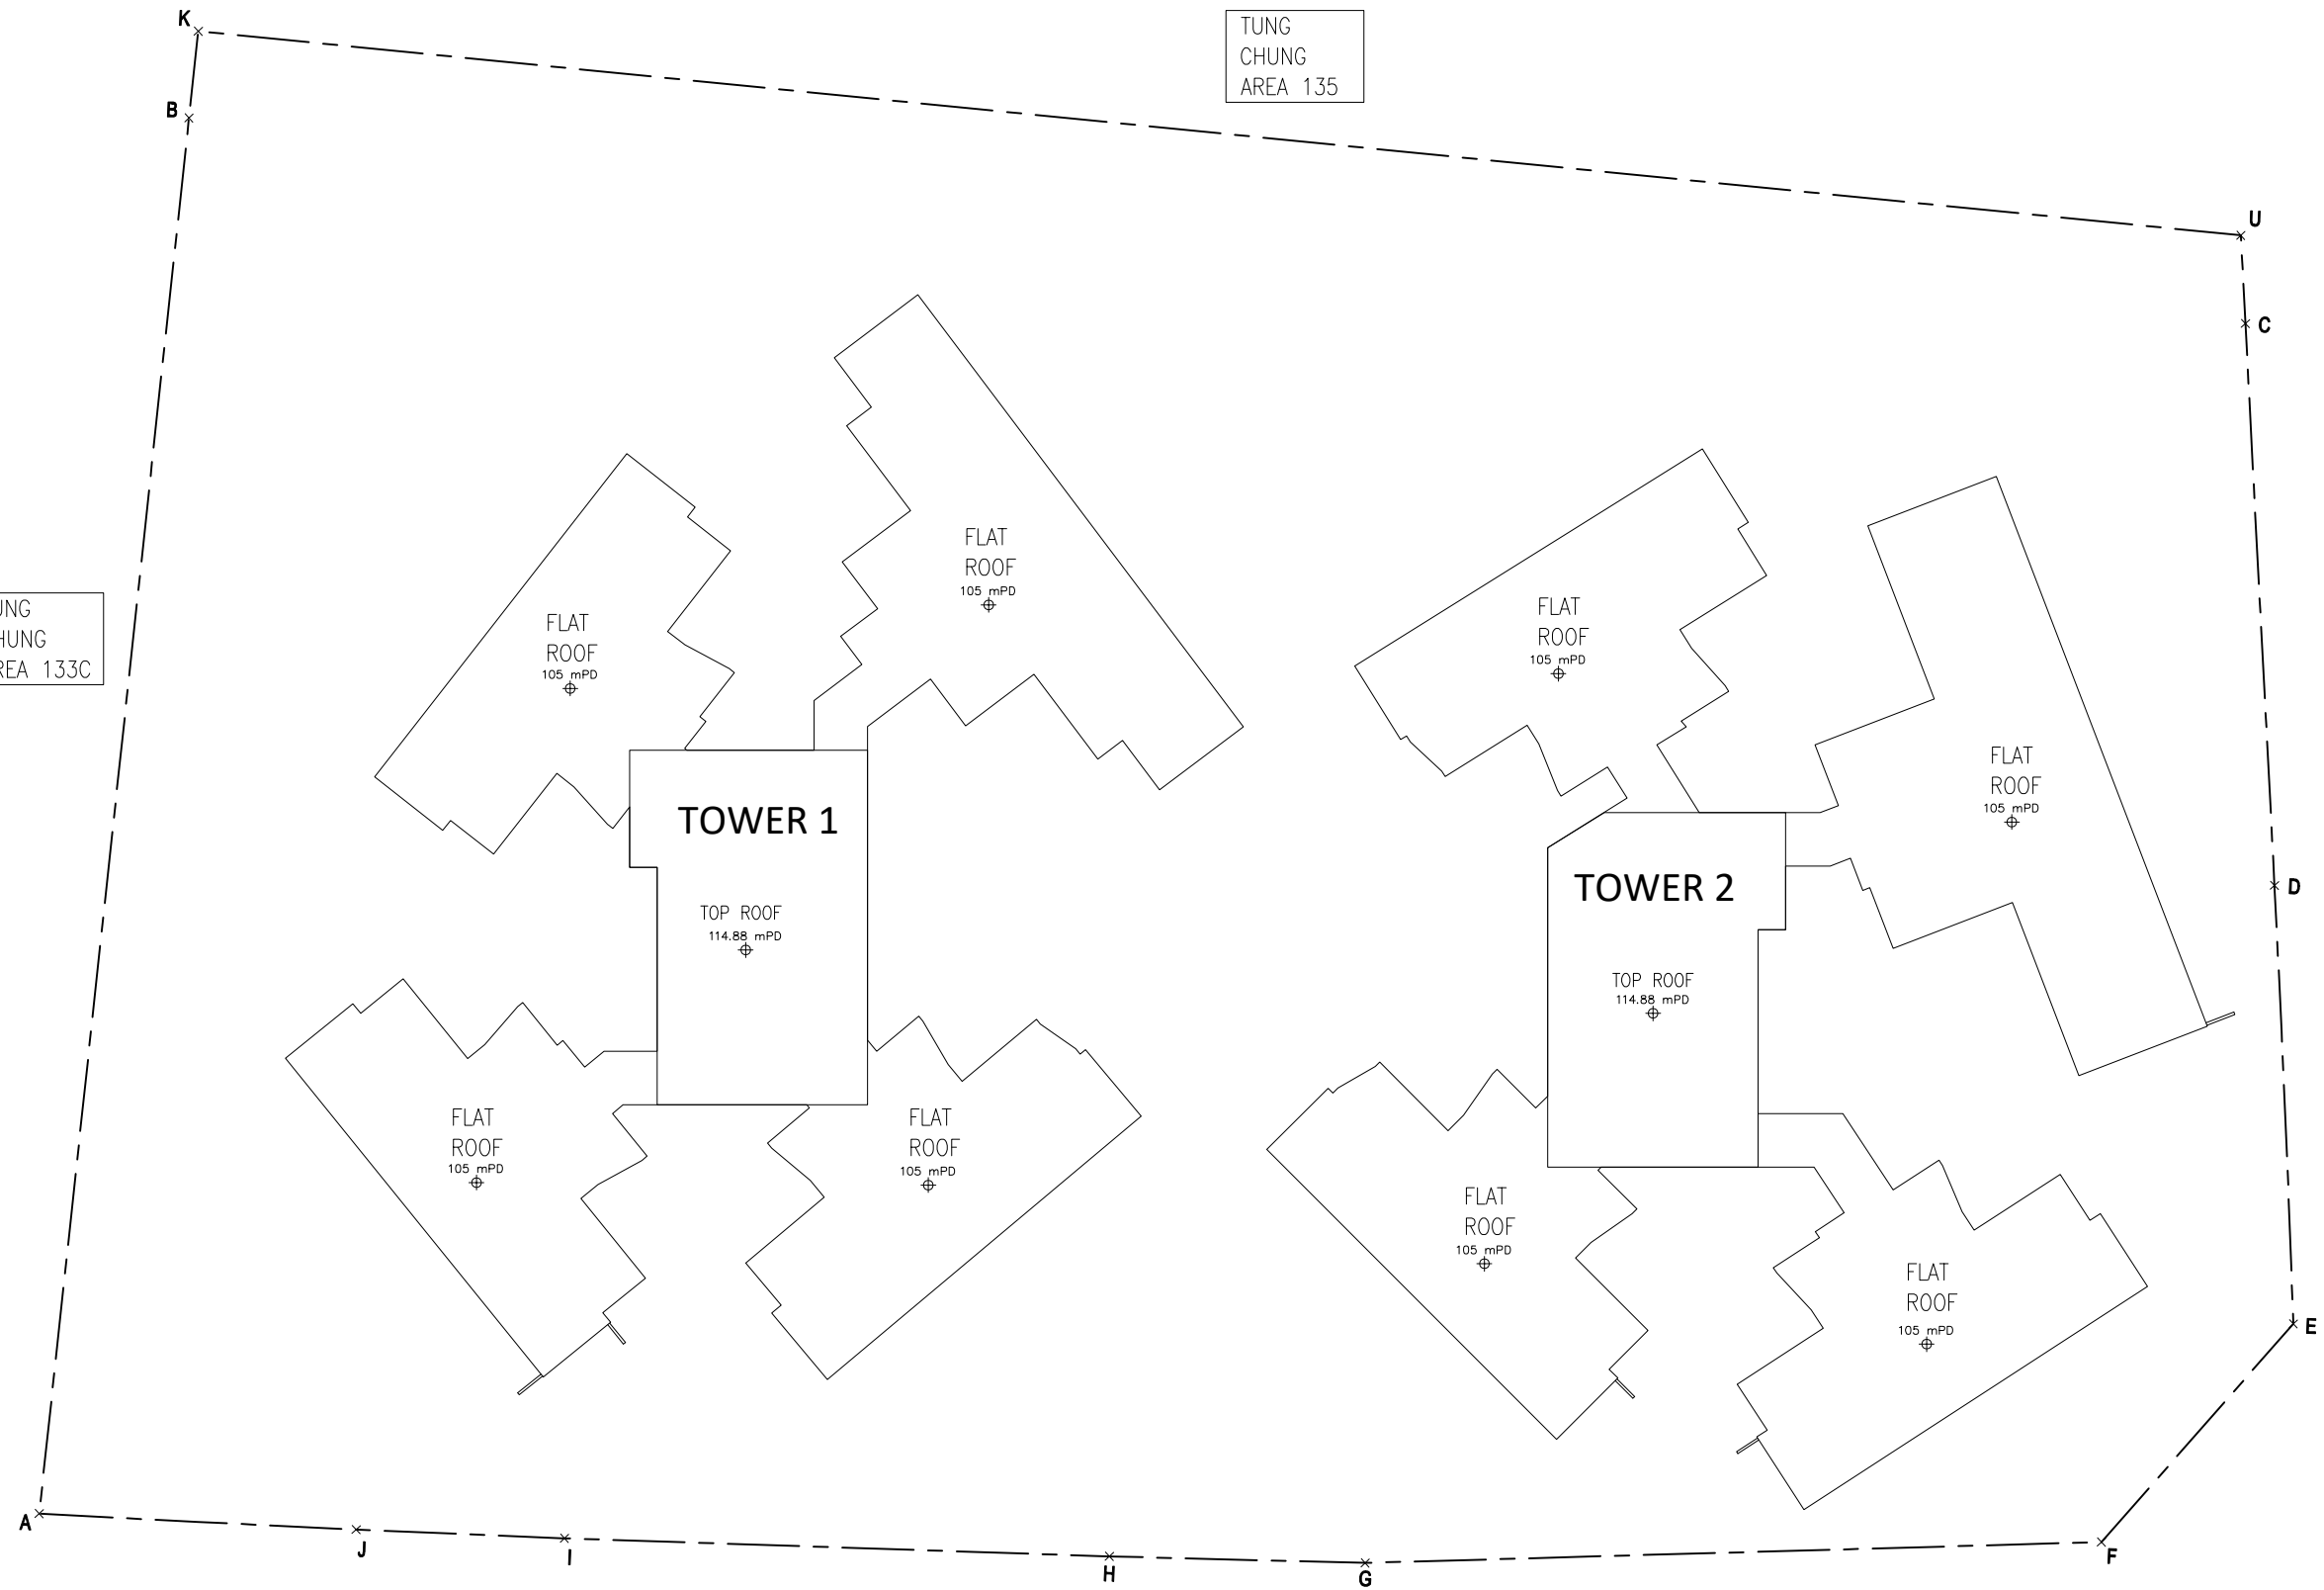 K
TUNG
CHUNG
AREA 135
B
U
C
FLAT
ROOF
105 mPD
FLAT
ROOF
105 mPD
FLAT
ROOF
105 mPD
133C
FLAT
ROOF
105 mPD
TOWER 1
TOWER 2
D
TOP ROOF
114.88 mPD
TOP ROOF
114.88 mPD
FLAT
ROOF
105 mPD
FLAT
ROOF
105 mPD
FLAT
ROOF
105 mPD
FLAT
ROOF
105 mPD
E
A
J
I
H
G
F